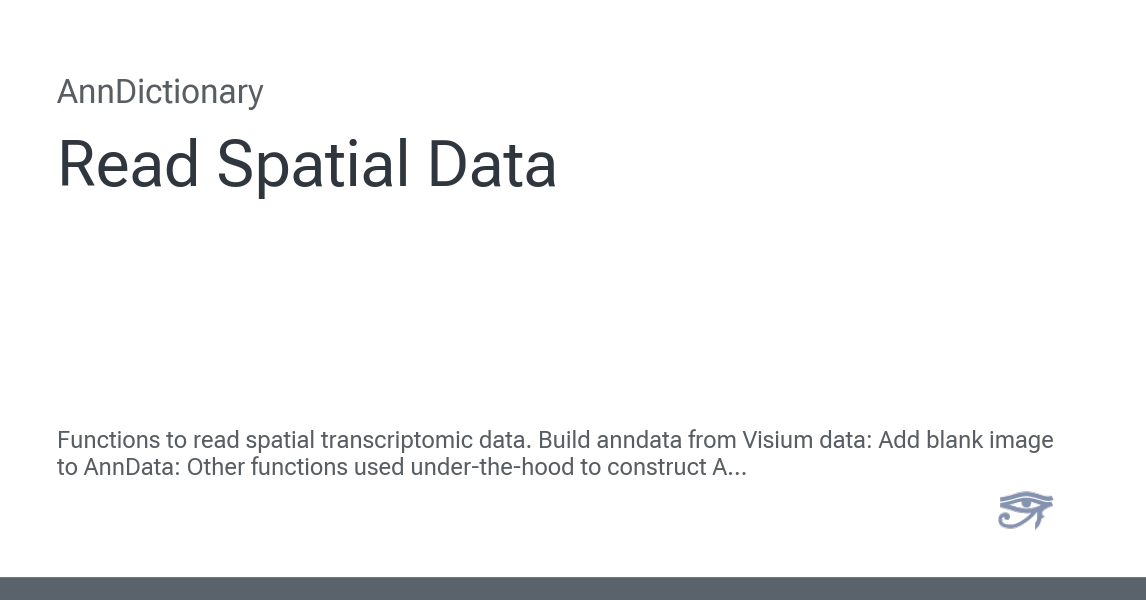 AnnDictionary
Read Spatial Data
Functions to read spatial transcriptomic data. Build anndata from Visium data: Add blank image
to AnnData: Other functions used under-the-hood to construct A...